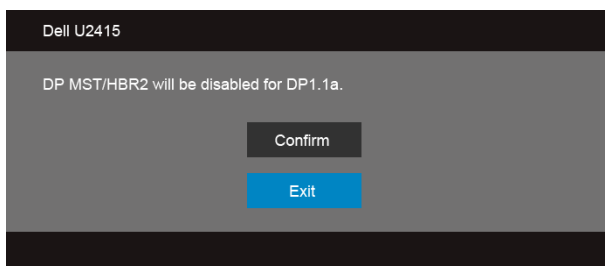 Dell U2415
DP MST/HBR2 will be disabled for DP1.1a.
Confirm
Exit